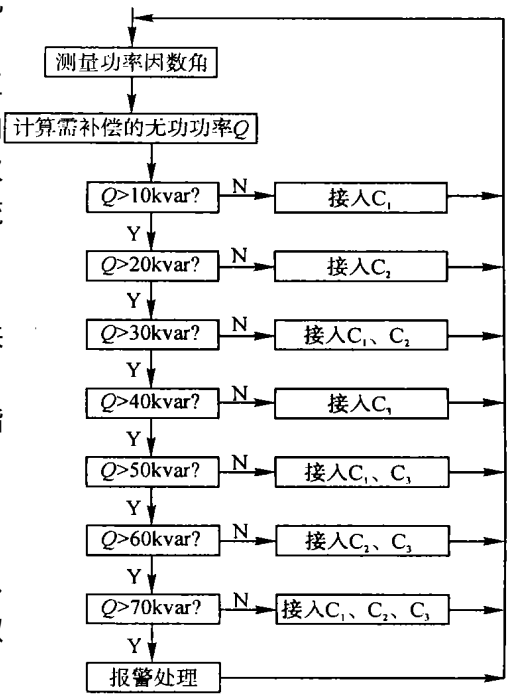 测量功率因数角
计算需补偿的无功功率Q
Q>10kvar? N 接入C₁
Y
Q>20kvar? N 接入C₂
Y
Q>30kvar? N 接入C₁、C₂
Y
Q>40kvar? N 接入C₃
Y
Q>50kvar? N 接入C₁、C₃
Y
Q>60kvar? N 接入C₂、C₃
Y
Q>70kvar? N 接入C₁、C₂、C₃
Y
报警处理